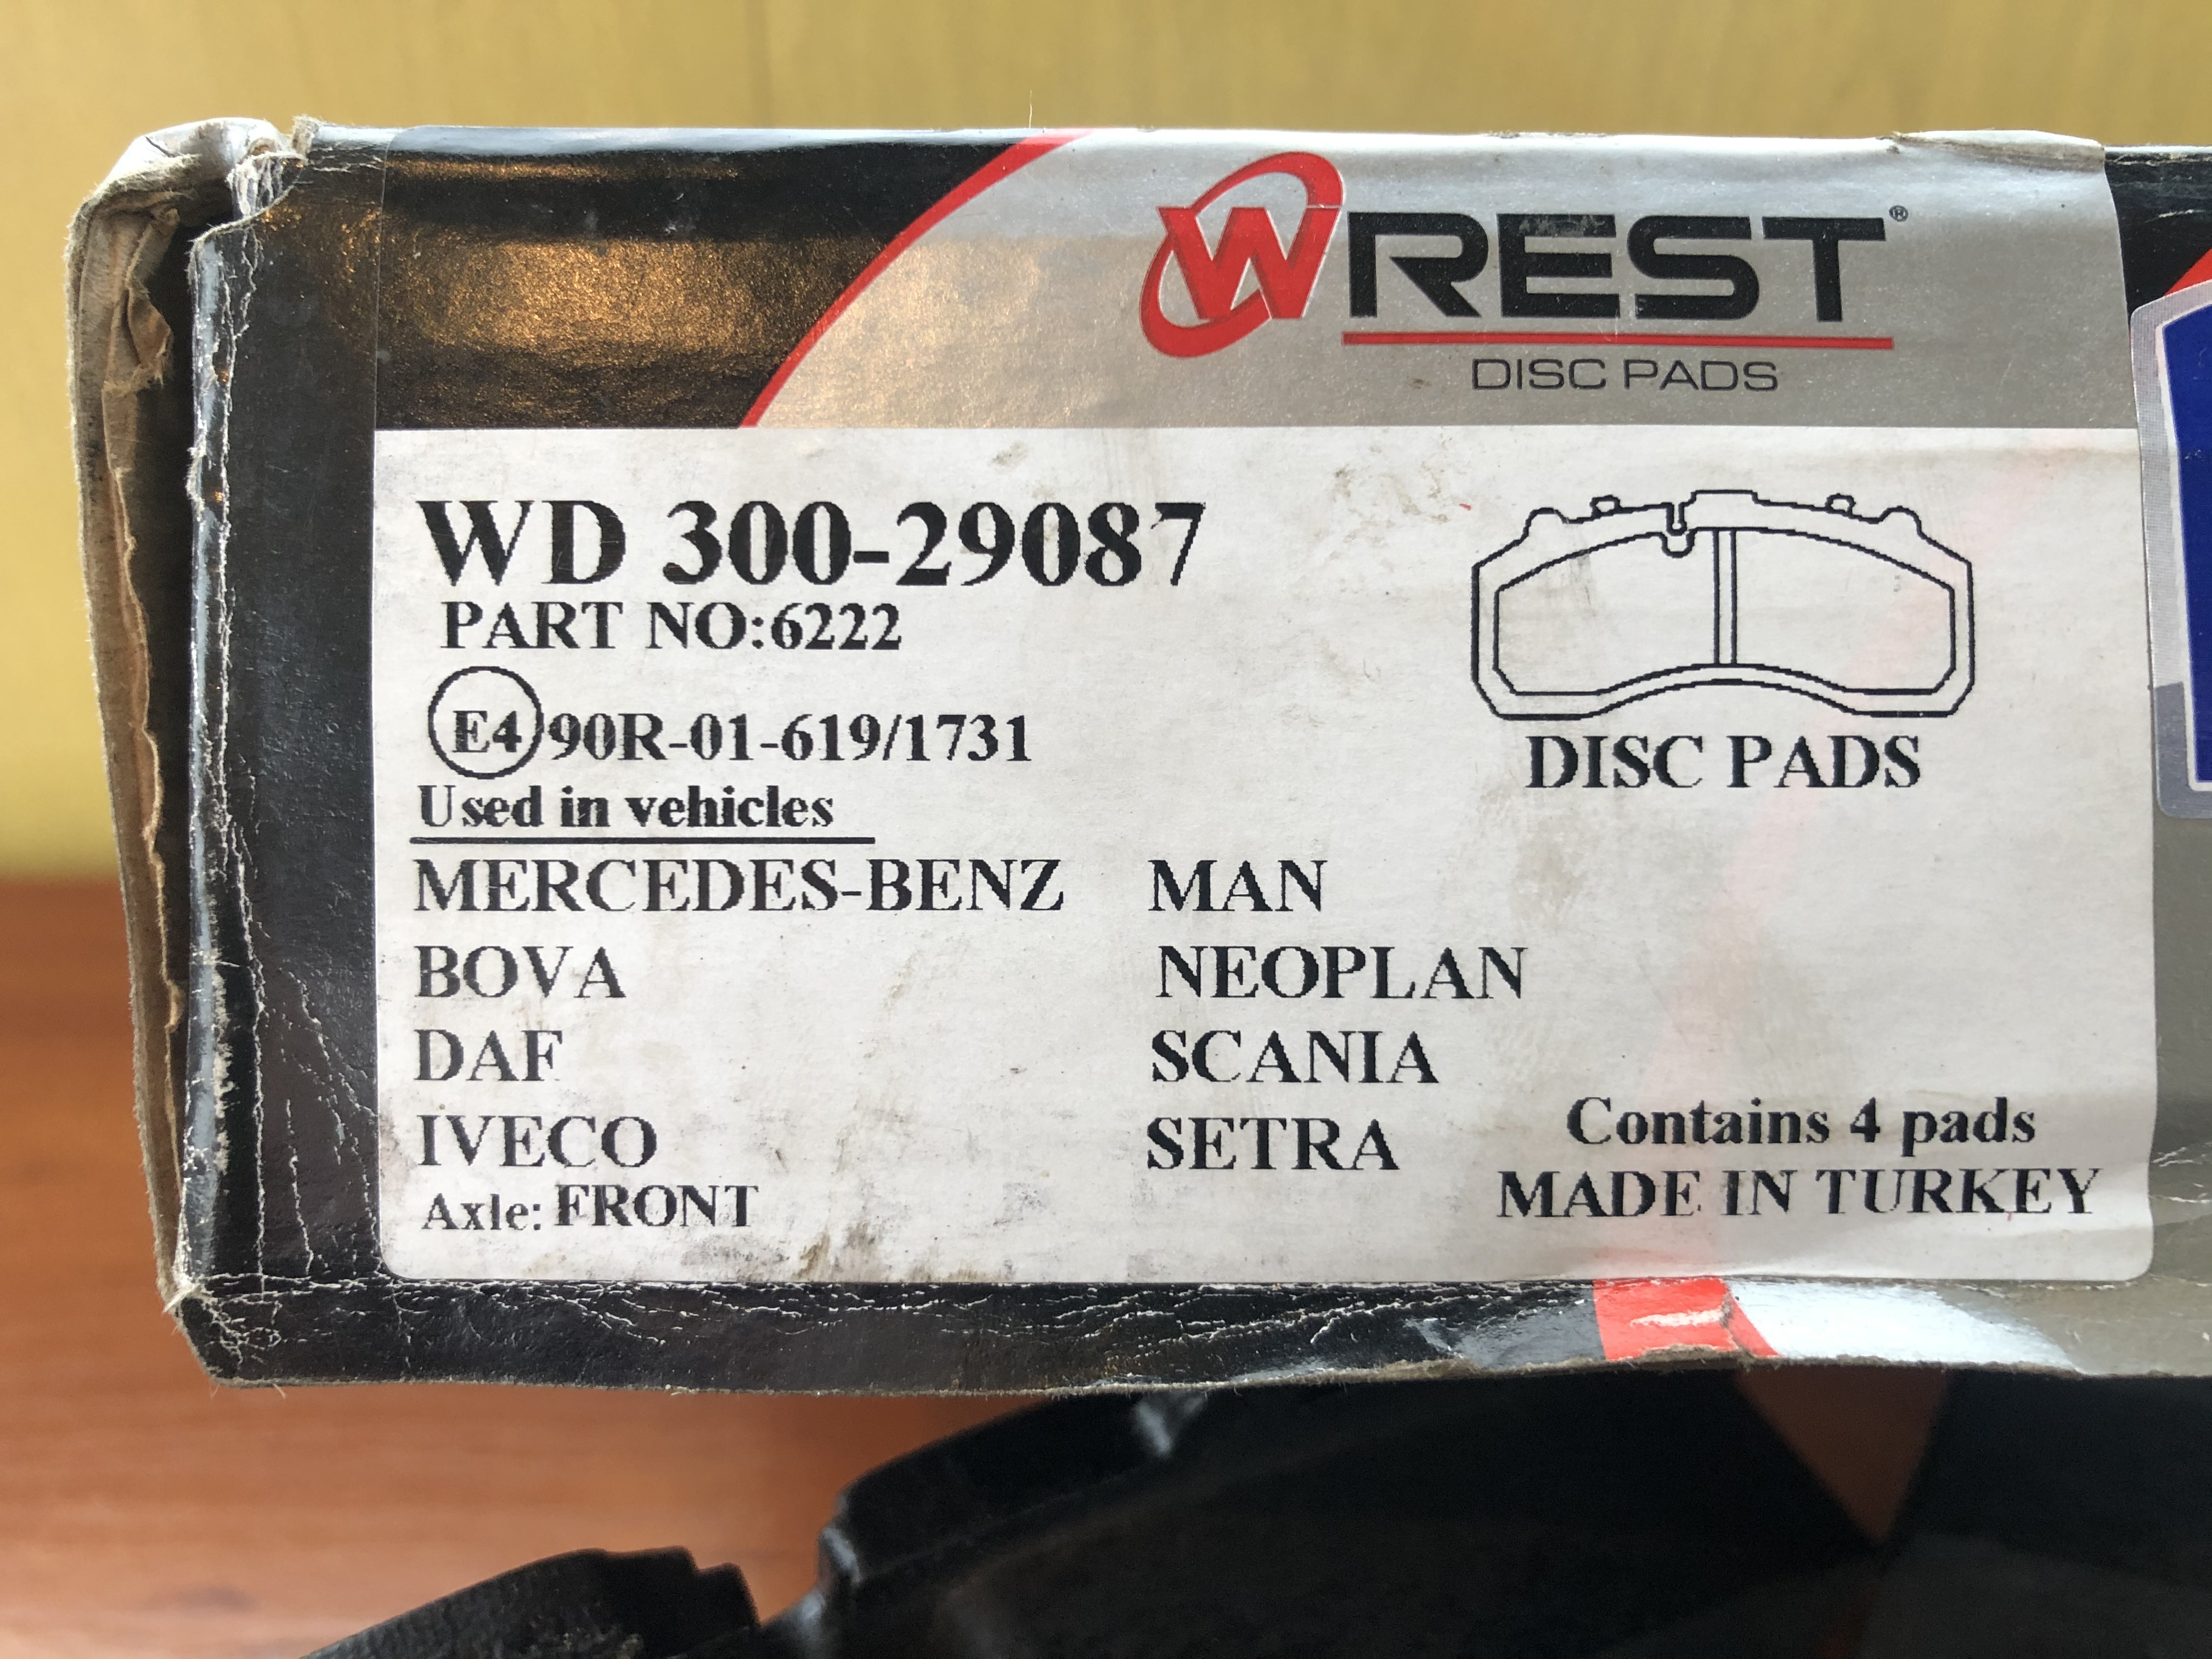 WREST®
DISC PADS
WD 300-29087
PART NO:6222
E4 90R-01-619/1731
DISC PADS
Used in vehicles
MERCEDES-BENZ MAN
BOVA NEOPLAN
DAF SCANIA
IVECO SETRA
Contains 4 pads
Axle: FRONT
MADE IN TURKEY